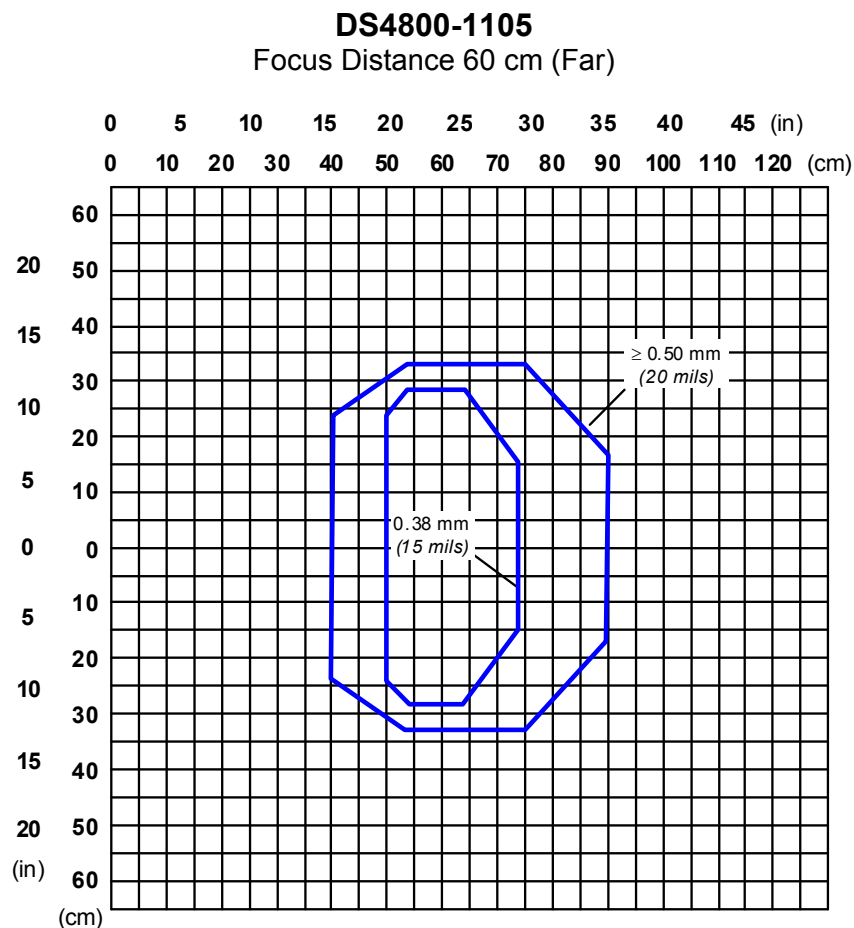 DS4800-1105
Focus Distance 60 cm (Far)
0 5 10 15 20 25 30 35 40 45 (in)
0 10 20 30 40 50 60 70 80 90 100 110 120 (cm)
60
20 50
15 40
≥ 0.50 mm
(20 mils)
30
10
20
5
10
0.38 mm
(15 mils)
0 0
10
5
20
10
30
15
40
20 50
(in)
60
(cm)